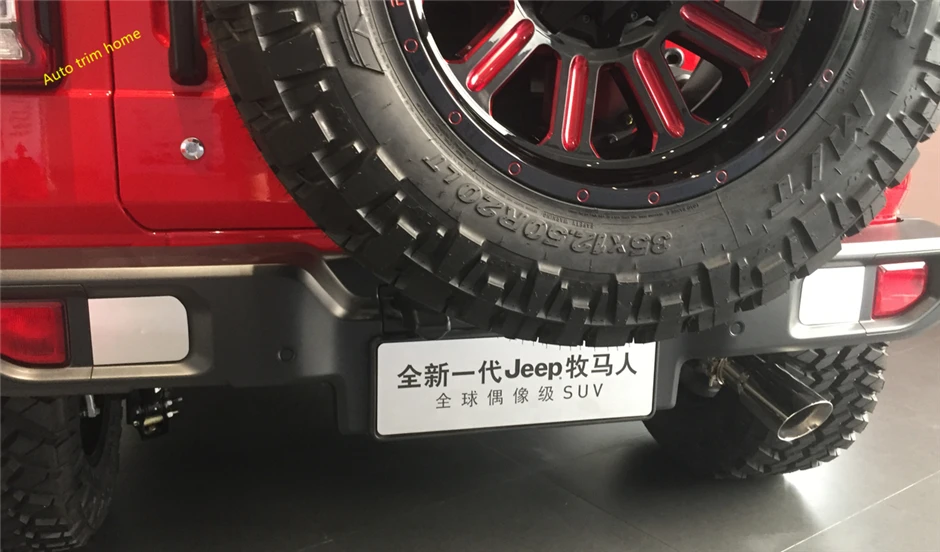 Auto trim home
M/T
35x12.50R20LT
全新一代Jeep牧马人
全球偶像级SUV